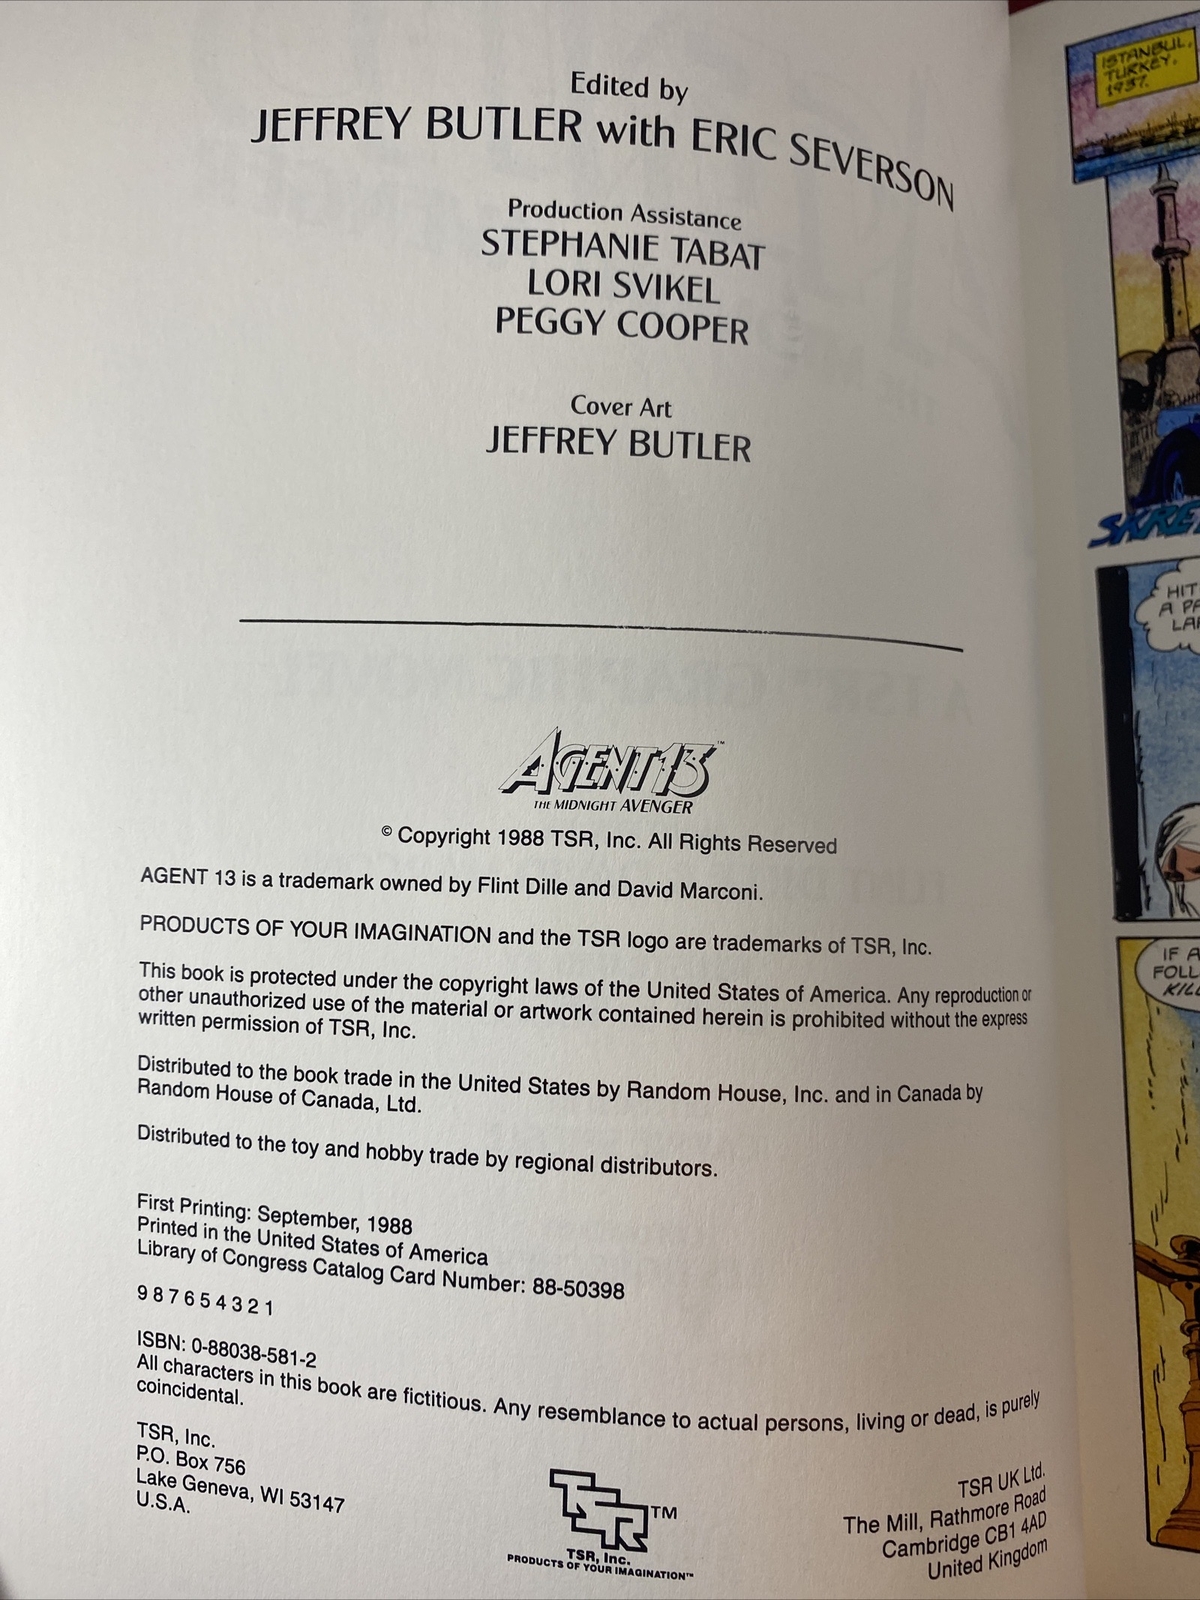 Edited by
JEFFREY BUTLER with ERIC SEVERSON
Production Assistance
STEPHANIE TABAT
LORI SVIKEL
PEGGY COOPER
Cover Art
JEFFREY BUTLER
AGENT 13™
THE MIDNIGHT AVENGER
© Copyright 1988 TSR, Inc. All Rights Reserved
AGENT 13 is a trademark owned by Flint Dille and David Marconi.
PRODUCTS OF YOUR IMAGINATION and the TSR logo are trademarks of TSR, Inc.
This book is protected under the copyright laws of the United States of America. Any reproduction or
other unauthorized use of the material or artwork contained herein is prohibited without the express
written permission of TSR, Inc.
Distributed to the book trade in the United States by Random House, Inc. and in Canada by
Random House of Canada, Ltd.
Distributed to the toy and hobby trade by regional distributors.
First Printing: September, 1988
Printed in the United States of America
Library of Congress Catalog Card Number: 88-50398
9 8 7 6 5 4 3 2 1
ISBN: 0-88038-581-2
All characters in this book are fictitious. Any resemblance to actual persons, living or dead, is purely
coincidental.
TSR, Inc.
P.O. Box 756
Lake Geneva, WI 53147
U.S.A.
TSR™
TSR, Inc.
PRODUCTS OF YOUR IMAGINATION™
TSR UK Ltd.
The Mill, Rathmore Road
Cambridge CB1 4AD
United Kingdom
ISTANBUL,
TURKEY,
1937.
SKRE
HIT
A PA
LA
IF A
FOLL
KILL